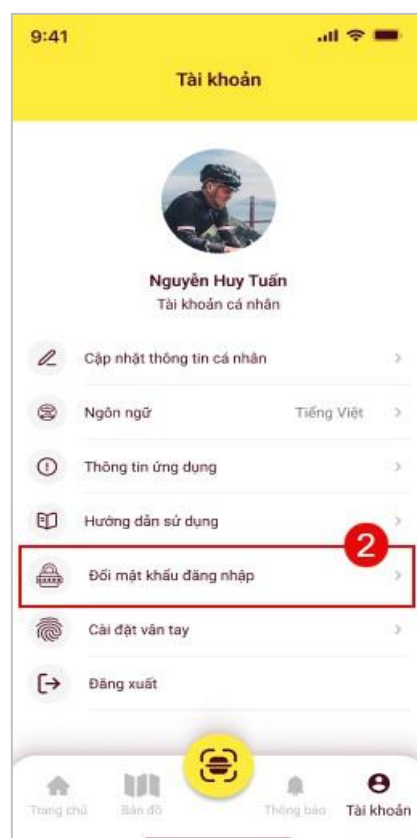 9:41
Tài khoản
Nguyễn Huy Tuấn
Tài khoản cá nhân
Cập nhật thông tin cá nhân
Ngôn ngữ Tiếng Việt
Thông tin ứng dụng
Hướng dẫn sử dụng
2
Đổi mật khẩu đăng nhập
Cài đặt vân tay
Đăng xuất
Trang chủ Bản đồ Thông báo Tài khoản